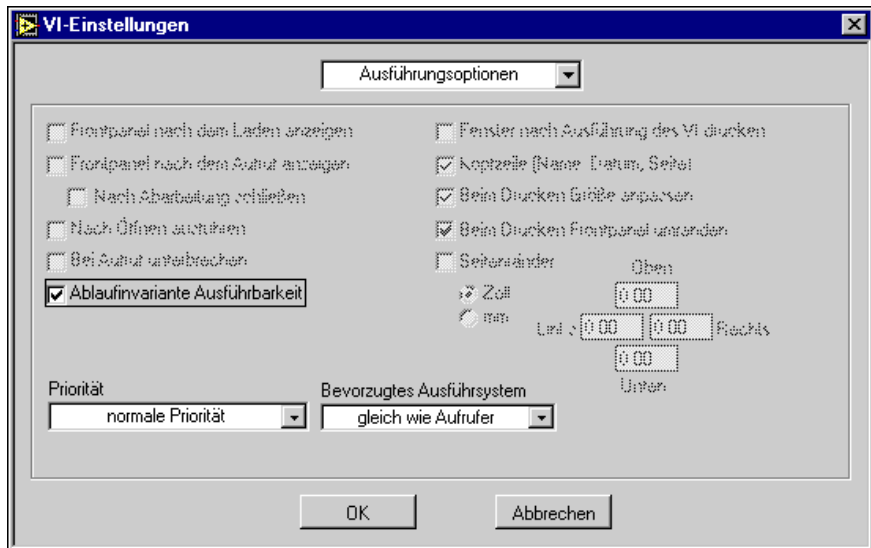 VI-Einstellungen
Ausführungsoptionen
Frontpanel nach dem Laden anzeigen
Frontpanel nach dem Aufruf anzeigen
Nach Abarbeitung schließen
Nach Öffnen ausführen
Bei Aufruf unterbrechen
Ablaufinvariante Ausführbarkeit
Fenster nach Ausführung des VI drucken
Kopfzeile (Name, Datum, Seite)
Beim Drucken Größe anpassen
Beim Drucken Frontpanel umranden
Seitenränder
Zoll
mm
Oben
0.00
Links 0.00 0.00 Rechts
0.00
Unten
Priorität
normale Priorität
Bevorzugtes Ausführsystem
gleich wie Aufrufer
OK
Abbrechen